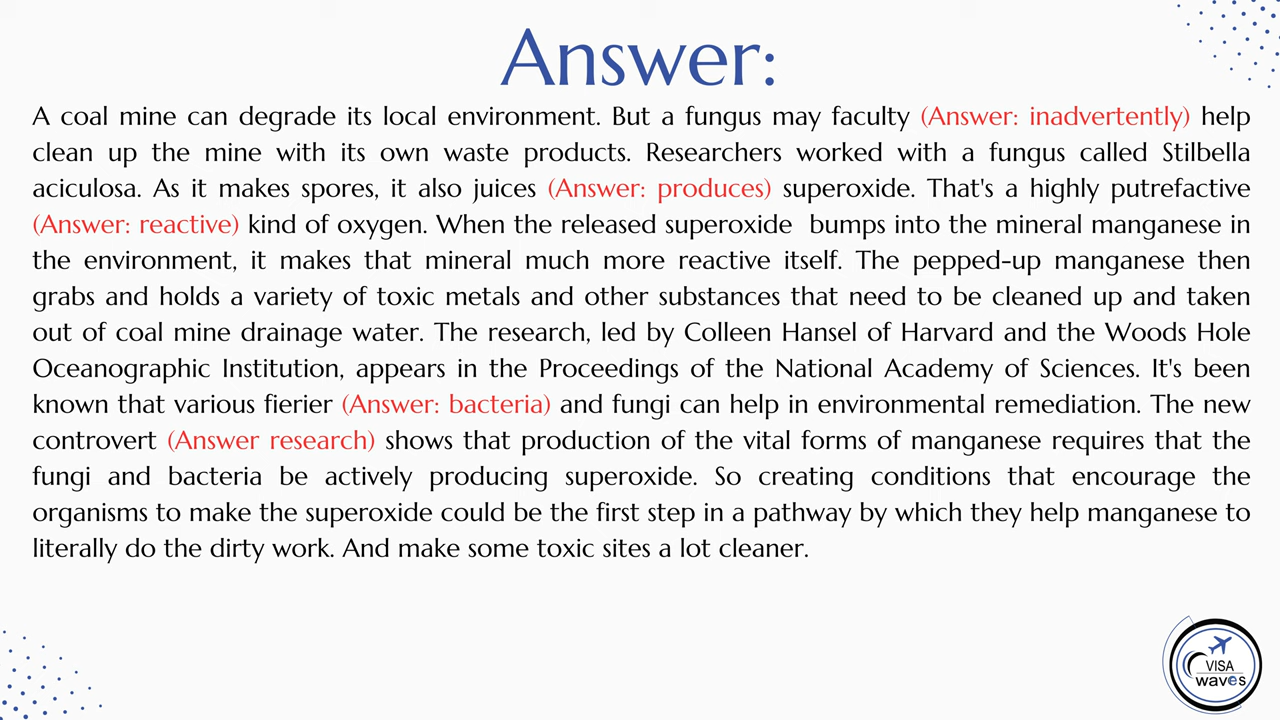 Answer:
A coal mine can degrade its local environment. But a fungus may faculty (Answer: inadvertently) help
clean up the mine with its own waste products. Researchers worked with a fungus called Stilbella
aciculosa. As it makes spores, it also juices (Answer: produces) superoxide. That's a highly putrefactive
(Answer: reactive) kind of oxygen. When the released superoxide bumps into the mineral manganese in
the environment, it makes that mineral much more reactive itself. The pepped-up manganese then
grabs and holds a variety of toxic metals and other substances that need to be cleaned up and taken
out of coal mine drainage water. The research, led by Colleen Hansel of Harvard and the Woods Hole
Oceanographic Institution, appears in the Proceedings of the National Academy of Sciences. It's been
known that various fierier (Answer: bacteria) and fungi can help in environmental remediation. The new
controvert (Answer research) shows that production of the vital forms of manganese requires that the
fungi and bacteria be actively producing superoxide. So creating conditions that encourage the
organisms to make the superoxide could be the first step in a pathway by which they help manganese to
literally do the dirty work. And make some toxic sites a lot cleaner.
VISA
waves